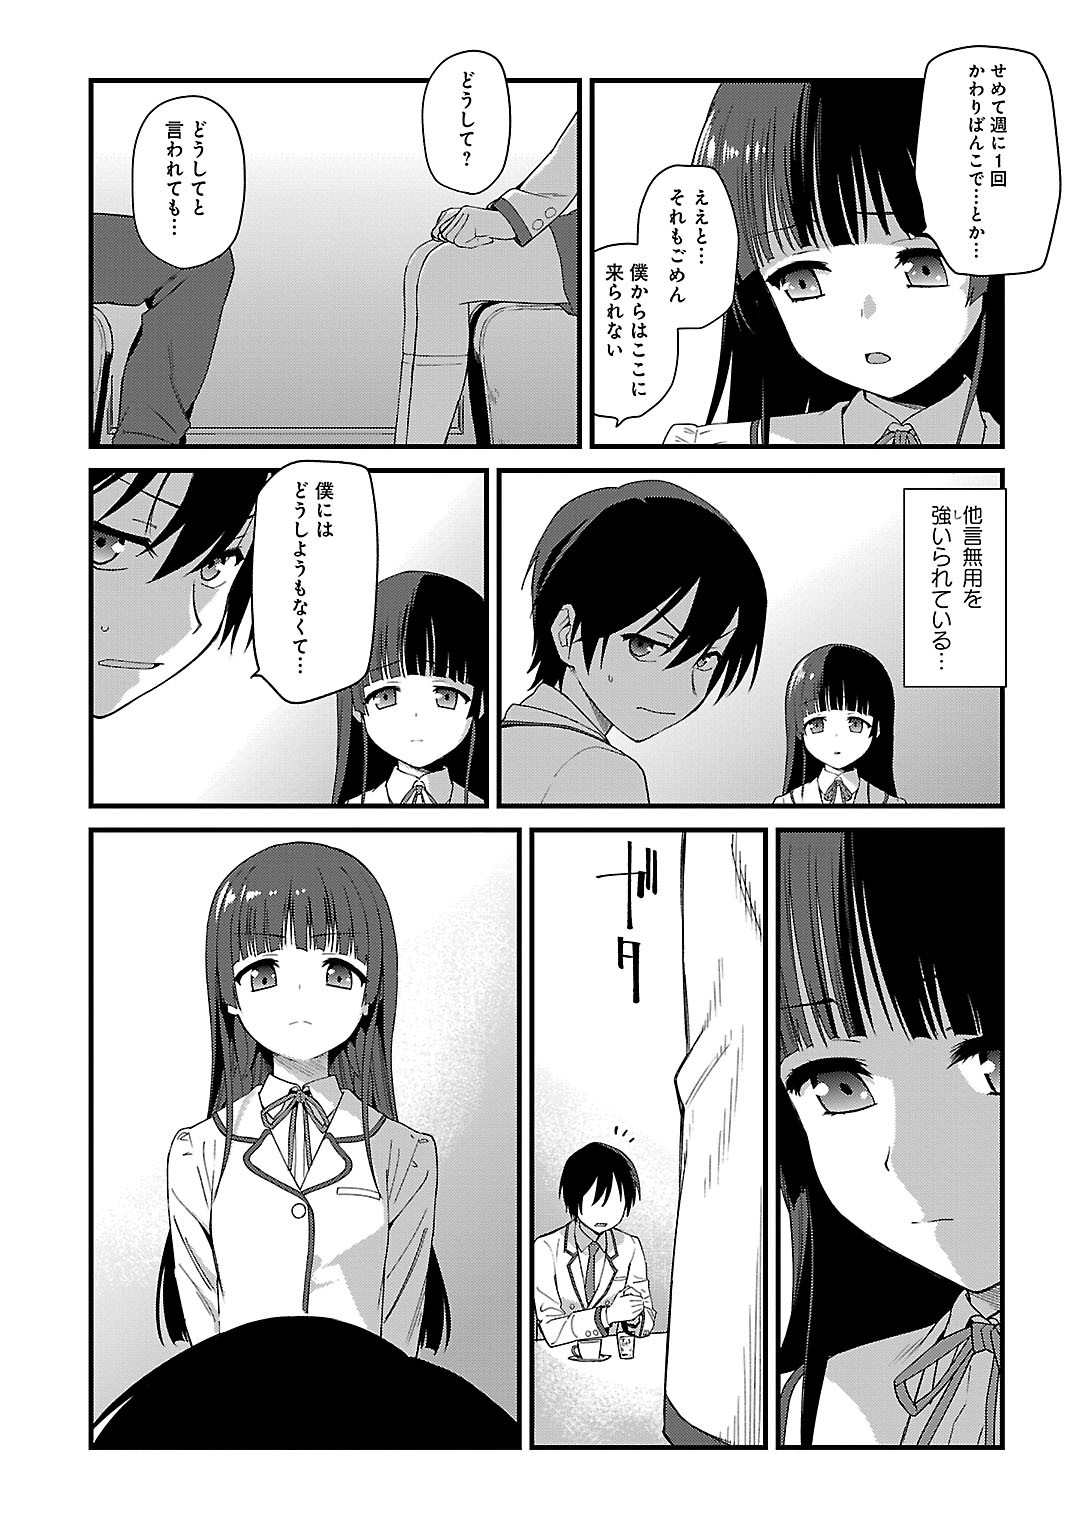 せめて週に1回
かわりばんこで…とか…
ええと…
それもごめん
僕からはここに
来られない
どうして？
どうしてと
言われても…
他言無用を
強いられている…
し
僕には
どうしようもなくて…
ガタ